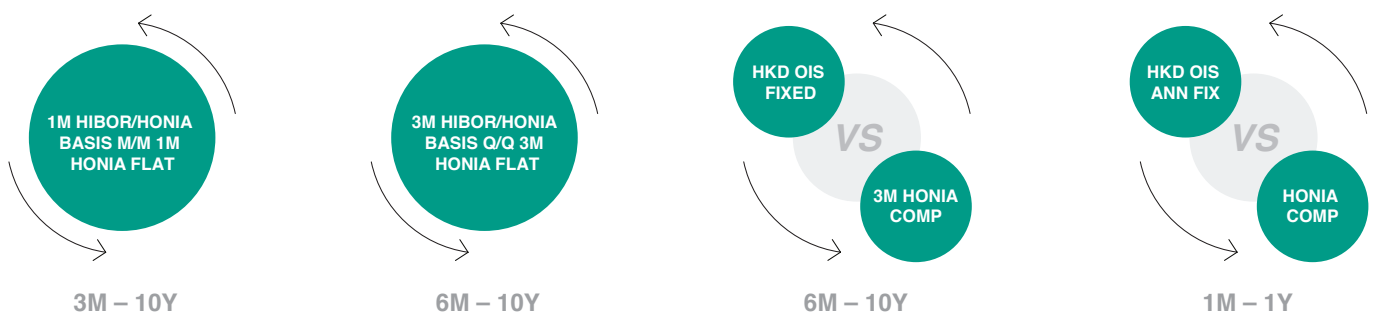 1M HIBOR/HONIA
BASIS M/M 1M
HONIA FLAT
3M – 10Y
3M HIBOR/HONIA
BASIS Q/Q 3M
HONIA FLAT
6M – 10Y
HKD OIS
FIXED
VS
3M HONIA
COMP
6M – 10Y
HKD OIS
ANN FIX
VS
HONIA
COMP
1M – 1Y